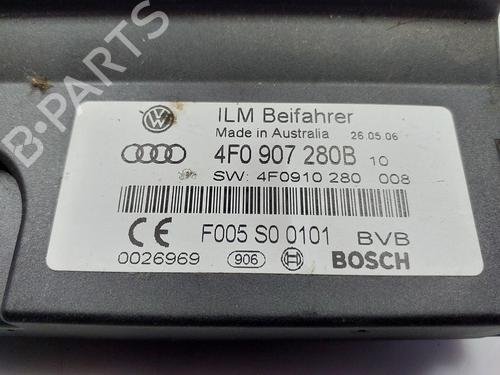 B-PARTS
ILM Beifahrer
Made in Australia 26.05.06
4F0 907 280B 10
SW: 4F0910 280 008
CE F005 S0 0101 BVB
0026969 906 BOSCH